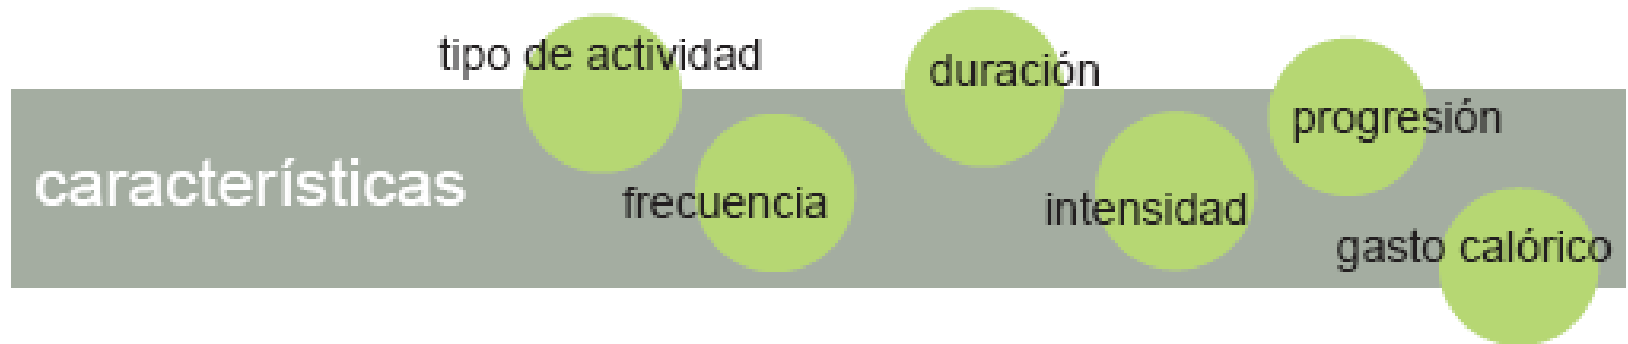 características
tipo de actividad
frecuencia
duración
intensidad
progresión
gasto calórico